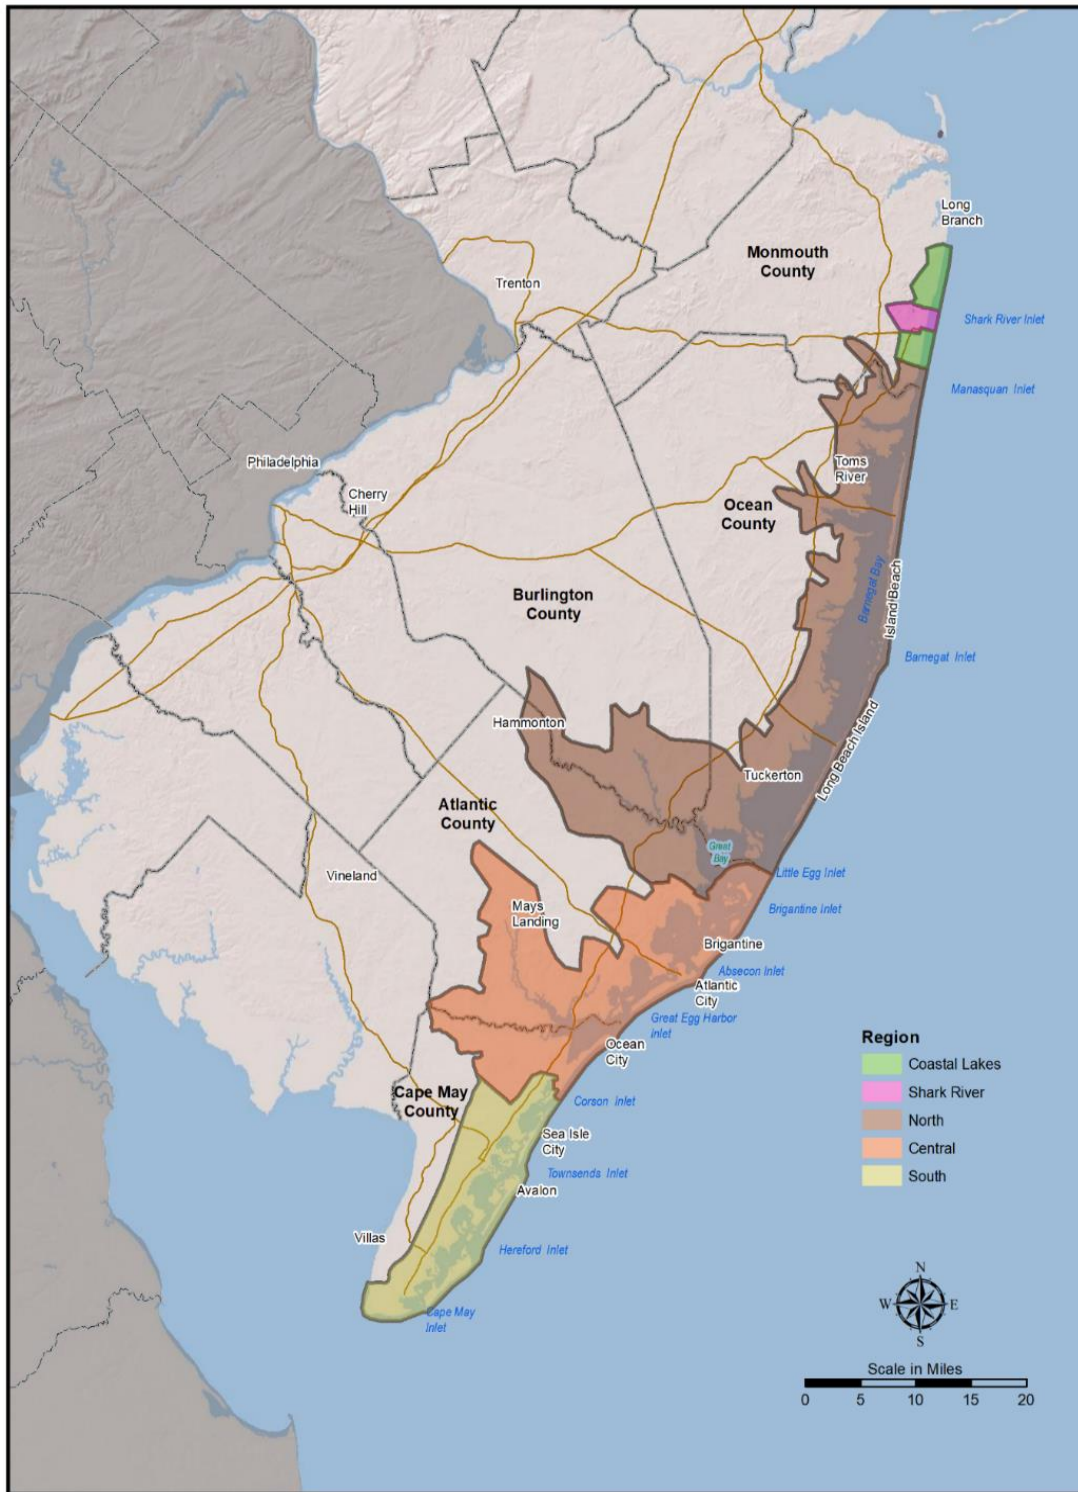 Long
Branch
Monmouth
County
Trenton
Shark River Inlet
Manasquan Inlet
Philadelphia
Toms
River
Cherry
Hill
Ocean
County
Barnegat Bay
Island Beach
Burlington
County
Barnegat Inlet
Hammonton
Long Beach Island
Tuckerton
Atlantic
County
Great
Bay
Little Egg Inlet
Vineland
Mays
Landing
Brigantine Inlet
Brigantine
Absecon Inlet
Atlantic
City
Great Egg Harbor
Inlet
Ocean
City
Cape May
County
Corson Inlet
Sea Isle
City
Townsends Inlet
Avalon
Villas
Hereford Inlet
Cape May
Inlet
Region
Coastal Lakes
Shark River
North
Central
South
N
W E
S
Scale in Miles
0 5 10 15 20